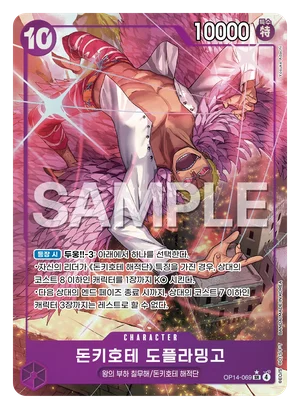 10
10000
특수
特
SAMPLE
등장 시 두웅!!-3: 아래에서 하나를 선택한다.
•자신의 리더가 《돈키호테 해적단》 특징을 가진 경우, 상대의
코스트 8 이하인 캐릭터를 1장까지 KO 시킨다.
•다음 상대의 엔드 페이즈 종료 시까지, 상대의 코스트 7 이하인
캐릭터 3장까지는 레스트로 할 수 없다.
CHARACTER
돈키호테 도플라밍고
왕의 부하 칠무해/돈키호테 해적단
OP14-069 SR